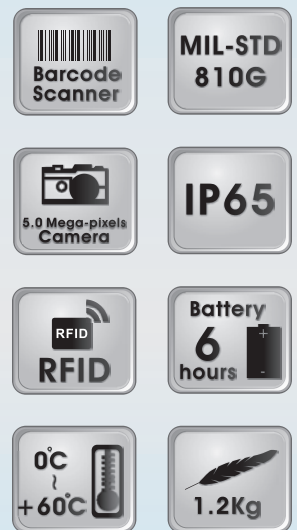 Barcode
Scanner
MIL-STD
810G
5.0 Mega-pixels
Camera
IP65
RFID
RFID
Battery
6
hours
+
-
0°C
~
+60°C
1.2Kg